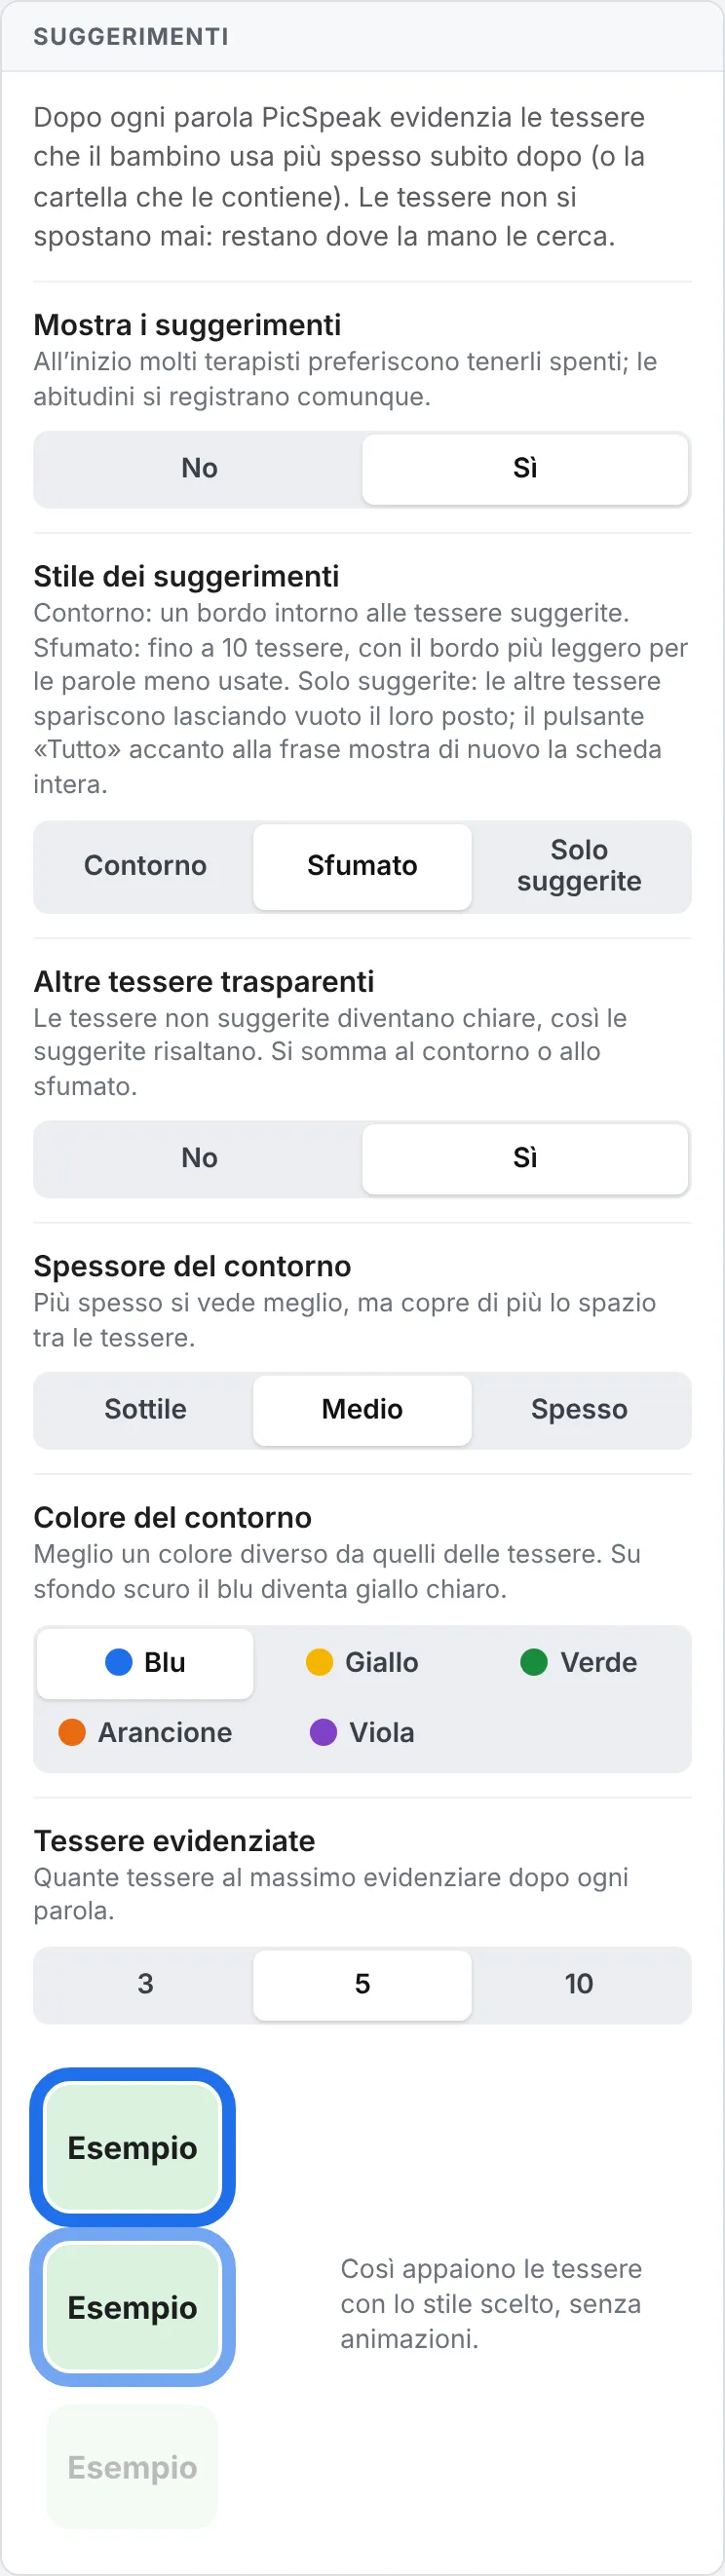 SUGGERIMENTI
Dopo ogni parola PicSpeak evidenzia le tessere
che il bambino usa più spesso subito dopo (o la
cartella che le contiene). Le tessere non si
spostano mai: restano dove la mano le cerca.
Mostra i suggerimenti
All’inizio molti terapisti preferiscono tenerli spenti; le
abitudini si registrano comunque.
No
Sì
Stile dei suggerimenti
Contorno: un bordo intorno alle tessere suggerite.
Sfumato: fino a 10 tessere, con il bordo più leggero per
le parole meno usate. Solo suggerite: le altre tessere
spariscono lasciando vuoto il loro posto; il pulsante
«Tutto» accanto alla frase mostra di nuovo la scheda
intera.
Contorno
Sfumato
Solo
suggerite
Altre tessere trasparenti
Le tessere non suggerite diventano chiare, così le
suggerite risaltano. Si somma al contorno o allo
sfumato.
No
Sì
Spessore del contorno
Più spesso si vede meglio, ma copre di più lo spazio
tra le tessere.
Sottile
Medio
Spesso
Colore del contorno
Meglio un colore diverso da quelli delle tessere. Su
sfondo scuro il blu diventa giallo chiaro.
Blu
Giallo
Verde
Arancione
Viola
Tessere evidenziate
Quante tessere al massimo evidenziare dopo ogni
parola.
3
5
10
Esempio
Esempio
Esempio
Così appaiono le tessere
con lo stile scelto, senza
animazioni.